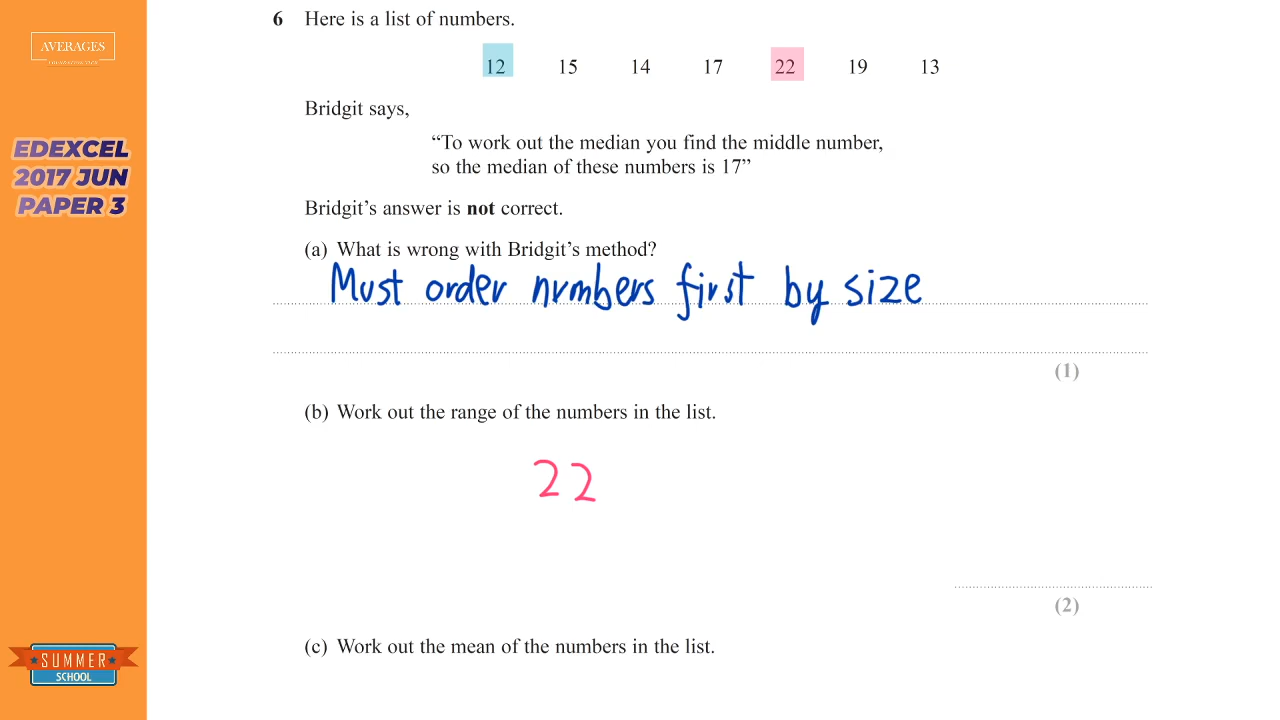 AVERAGES
EDEXCEL
2017 JUN
PAPER 3
SUMMER
SCHOOL
6 Here is a list of numbers.
12 15 14 17 22 19 13
Bridgit says,
“To work out the median you find the middle number,
so the median of these numbers is 17”
Bridgit’s answer is not correct.
(a) What is wrong with Bridgit’s method?
Must order numbers first by size
(1)
(b) Work out the range of the numbers in the list.
22
(2)
(c) Work out the mean of the numbers in the list.